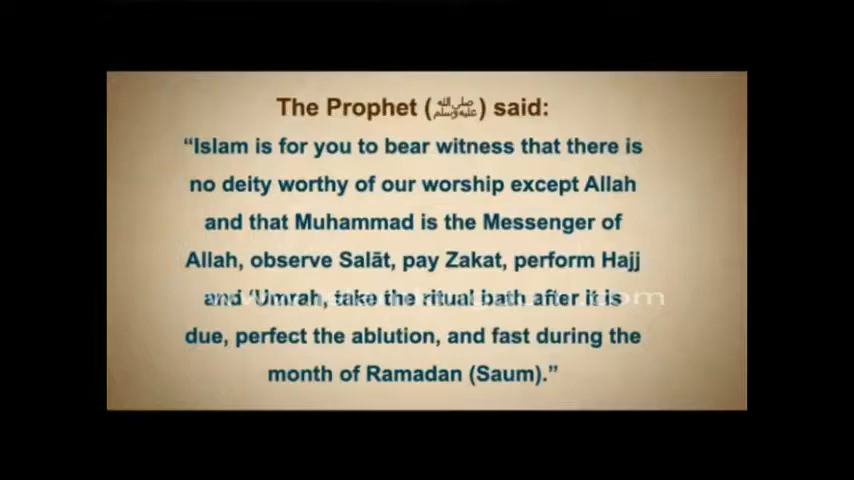 The Prophet (ﷺ) said:
“Islam is for you to bear witness that there is
no deity worthy of our worship except Allah
and that Muhammad is the Messenger of
Allah, observe Salāt, pay Zakat, perform Hajj
and ‘Umrah, take the ritual bath after it is
due, perfect the ablution, and fast during the
month of Ramadan (Saum).”